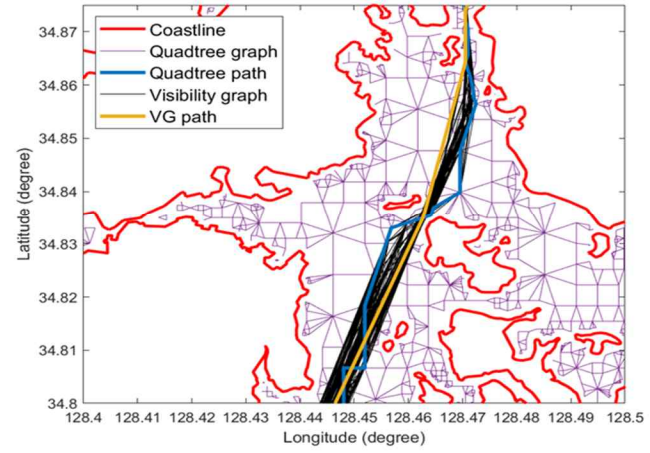 Coastline
Quadtree graph
Quadtree path
Visibility graph
VG path
34.87
34.86
34.85
34.84
34.83
34.82
34.81
34.8
Latitude (degree)
128.4 128.41 128.42 128.43 128.44 128.45 128.46 128.47 128.48 128.49 128.5
Longitude (degree)